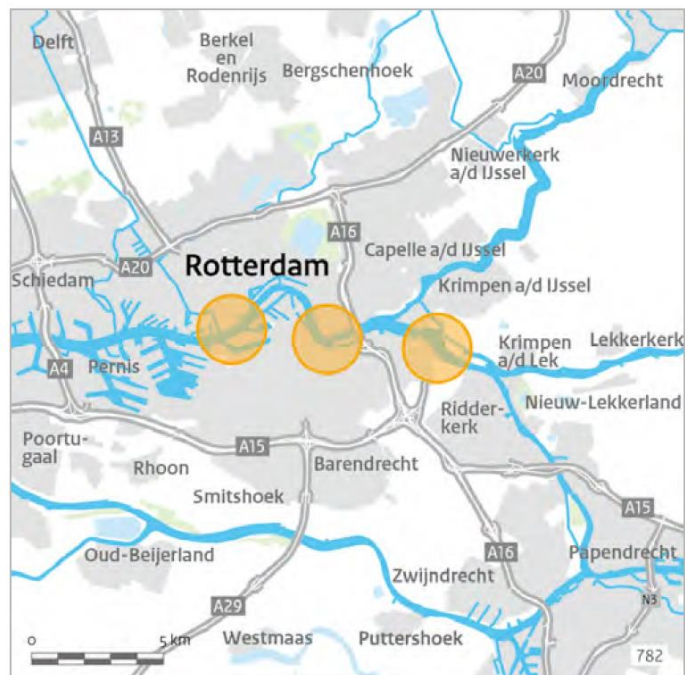 Delft
Berkel
en
Rodenrijs
Bergschenhoek
A20
Moordrecht
A13
Nieuwerkerk
a/d IJssel
A16
Capelle a/d IJssel
A20
Rotterdam
Schiedam
Krimpen a/d IJssel
Krimpen
a/d Lek
Lekkerkerk
A4
Pernis
Ridder-
kerk
Nieuw-Lekkerland
Poortu-
gaal
A15
Rhoon
Barendrecht
Smitshoek
A15
Oud-Beijerland
A16
Papendrecht
Zwijndrecht
A29
N3
0
5 km
Westmaas
Puttershoek
782